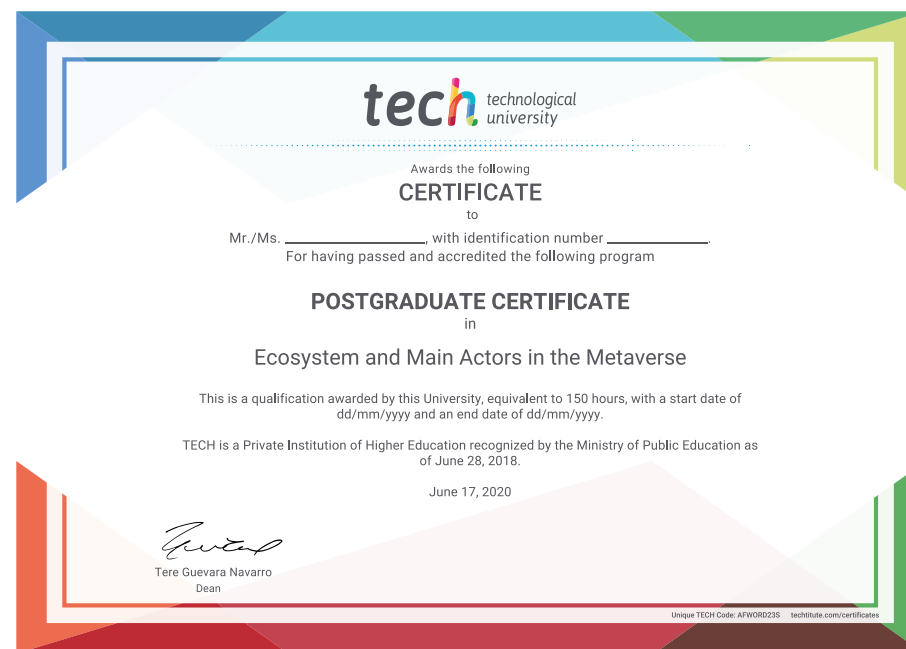 tech technological
university
Awards the following
CERTIFICATE
to
Mr./Ms. ____________________, with identification number ______________.
For having passed and accredited the following program
POSTGRADUATE CERTIFICATE
in
Ecosystem and Main Actors in the Metaverse
This is a qualification awarded by this University, equivalent to 150 hours, with a start date of
dd/mm/yyyy and an end date of dd/mm/yyyy.
TECH is a Private Institution of Higher Education recognized by the Ministry of Public Education as
of June 28, 2018.
June 17, 2020
Tere Guevara Navarro
Dean
Unique TECH Code: AFWORD23S techtitute.com/certificates